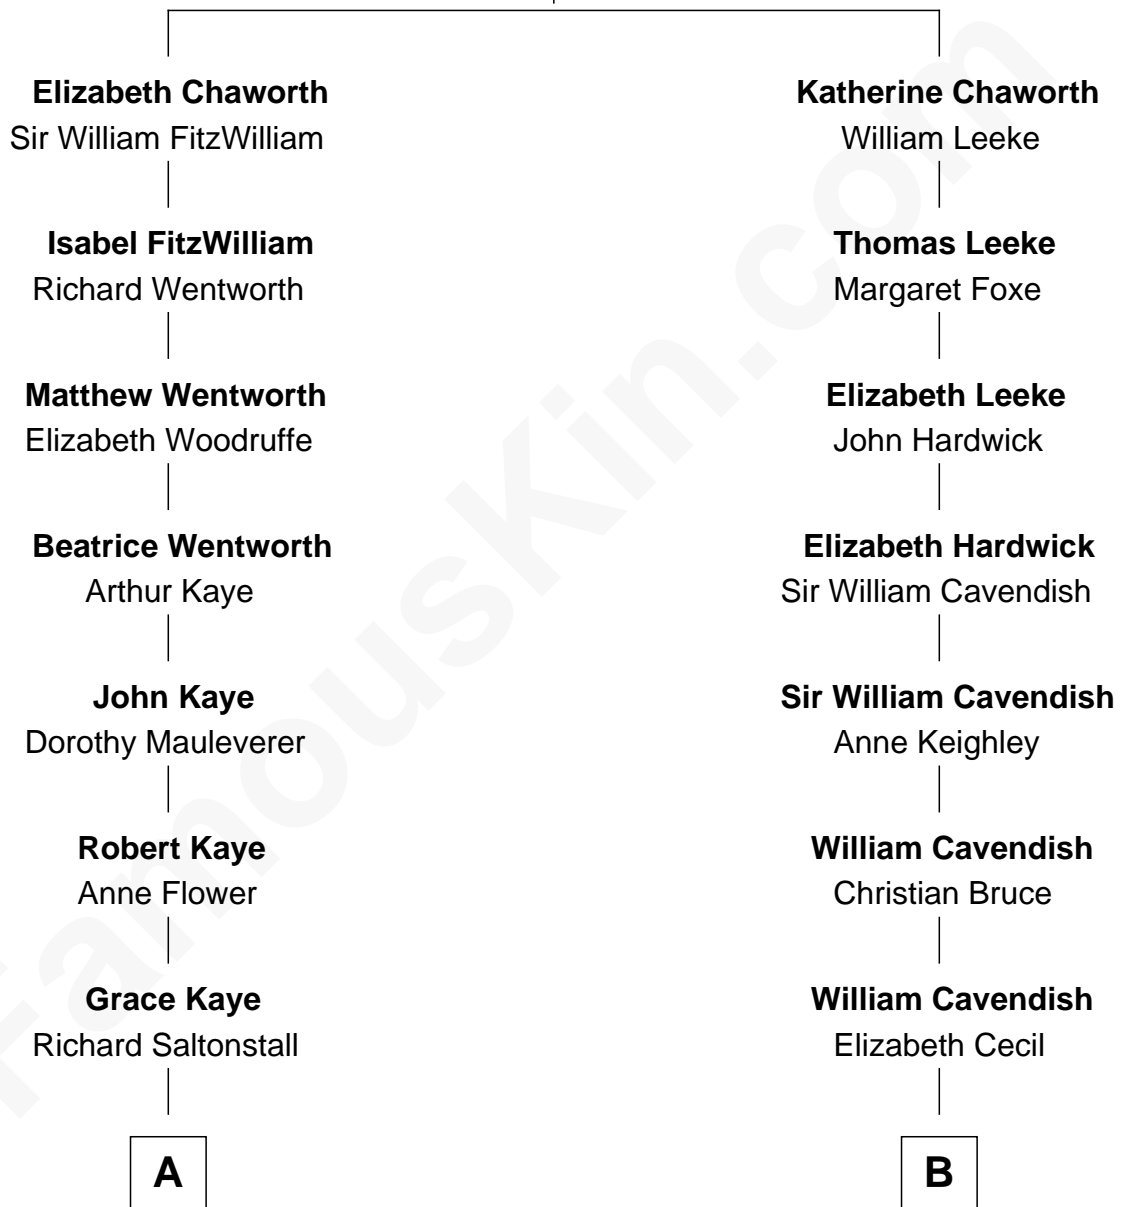 Elizabeth Chaworth
Sir William FitzWilliam
Isabel FitzWilliam
Richard Wentworth
Matthew Wentworth
Elizabeth Woodruffe
Beatrice Wentworth
Arthur Kaye
John Kaye
Dorothy Mauleverer
Robert Kaye
Anne Flower
Grace Kaye
Richard Saltonstall
A
Katherine Chaworth
William Leeke
Thomas Leeke
Margaret Foxe
Elizabeth Leeke
John Hardwick
Elizabeth Hardwick
Sir William Cavendish
Sir William Cavendish
Anne Keighley
William Cavendish
Christian Bruce
William Cavendish
Elizabeth Cecil
B
FamousKin.com